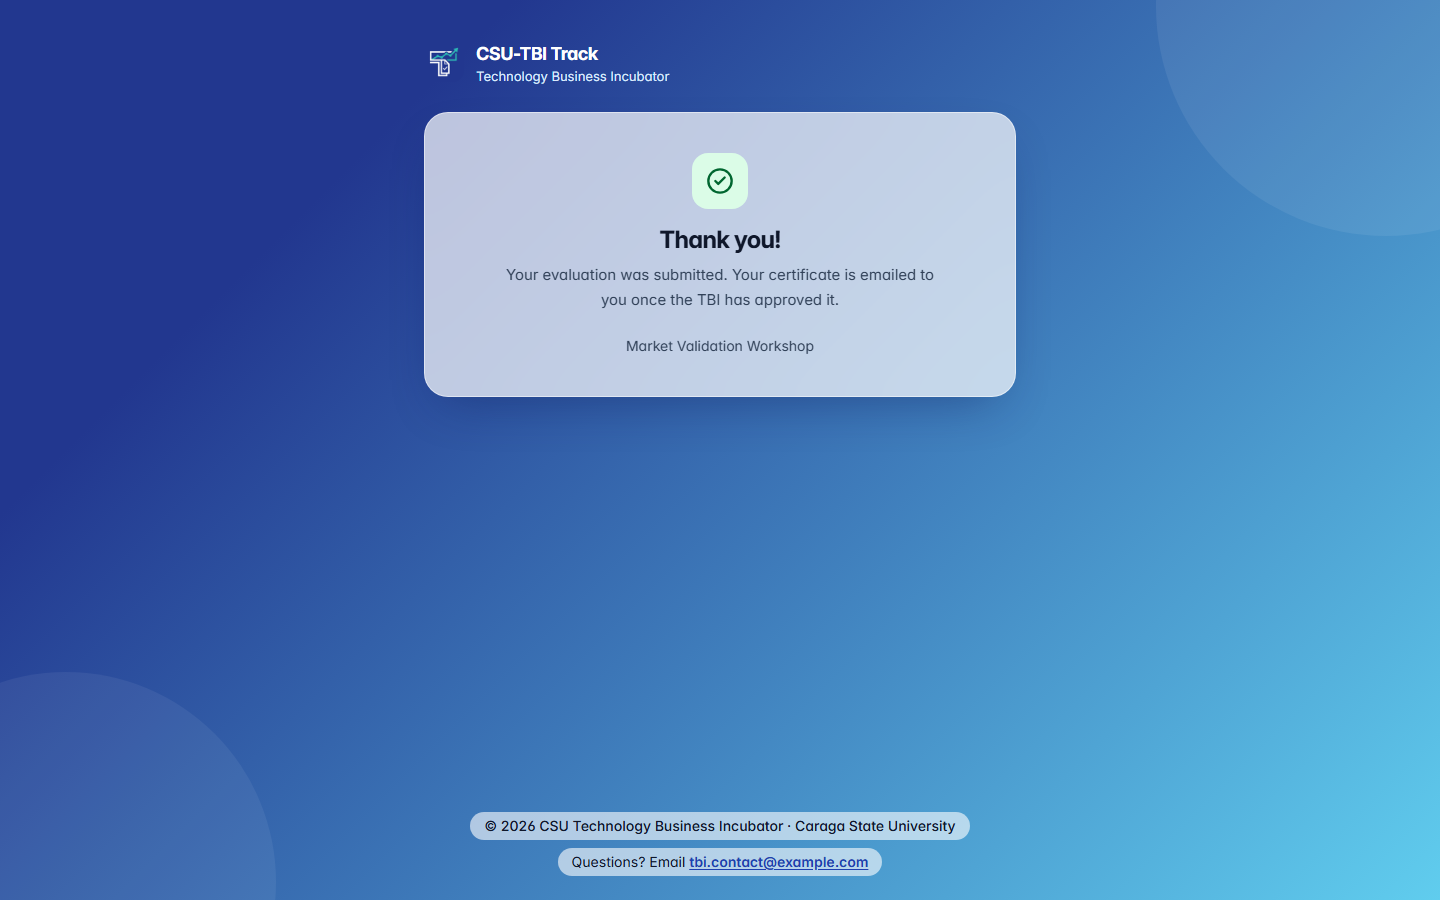 CSU-TBI Track
Technology Business Incubator
Thank you!
Your evaluation was submitted. Your certificate is emailed to
you once the TBI has approved it.
Market Validation Workshop
© 2026 CSU Technology Business Incubator · Caraga State University
Questions? Email tbi.contact@example.com